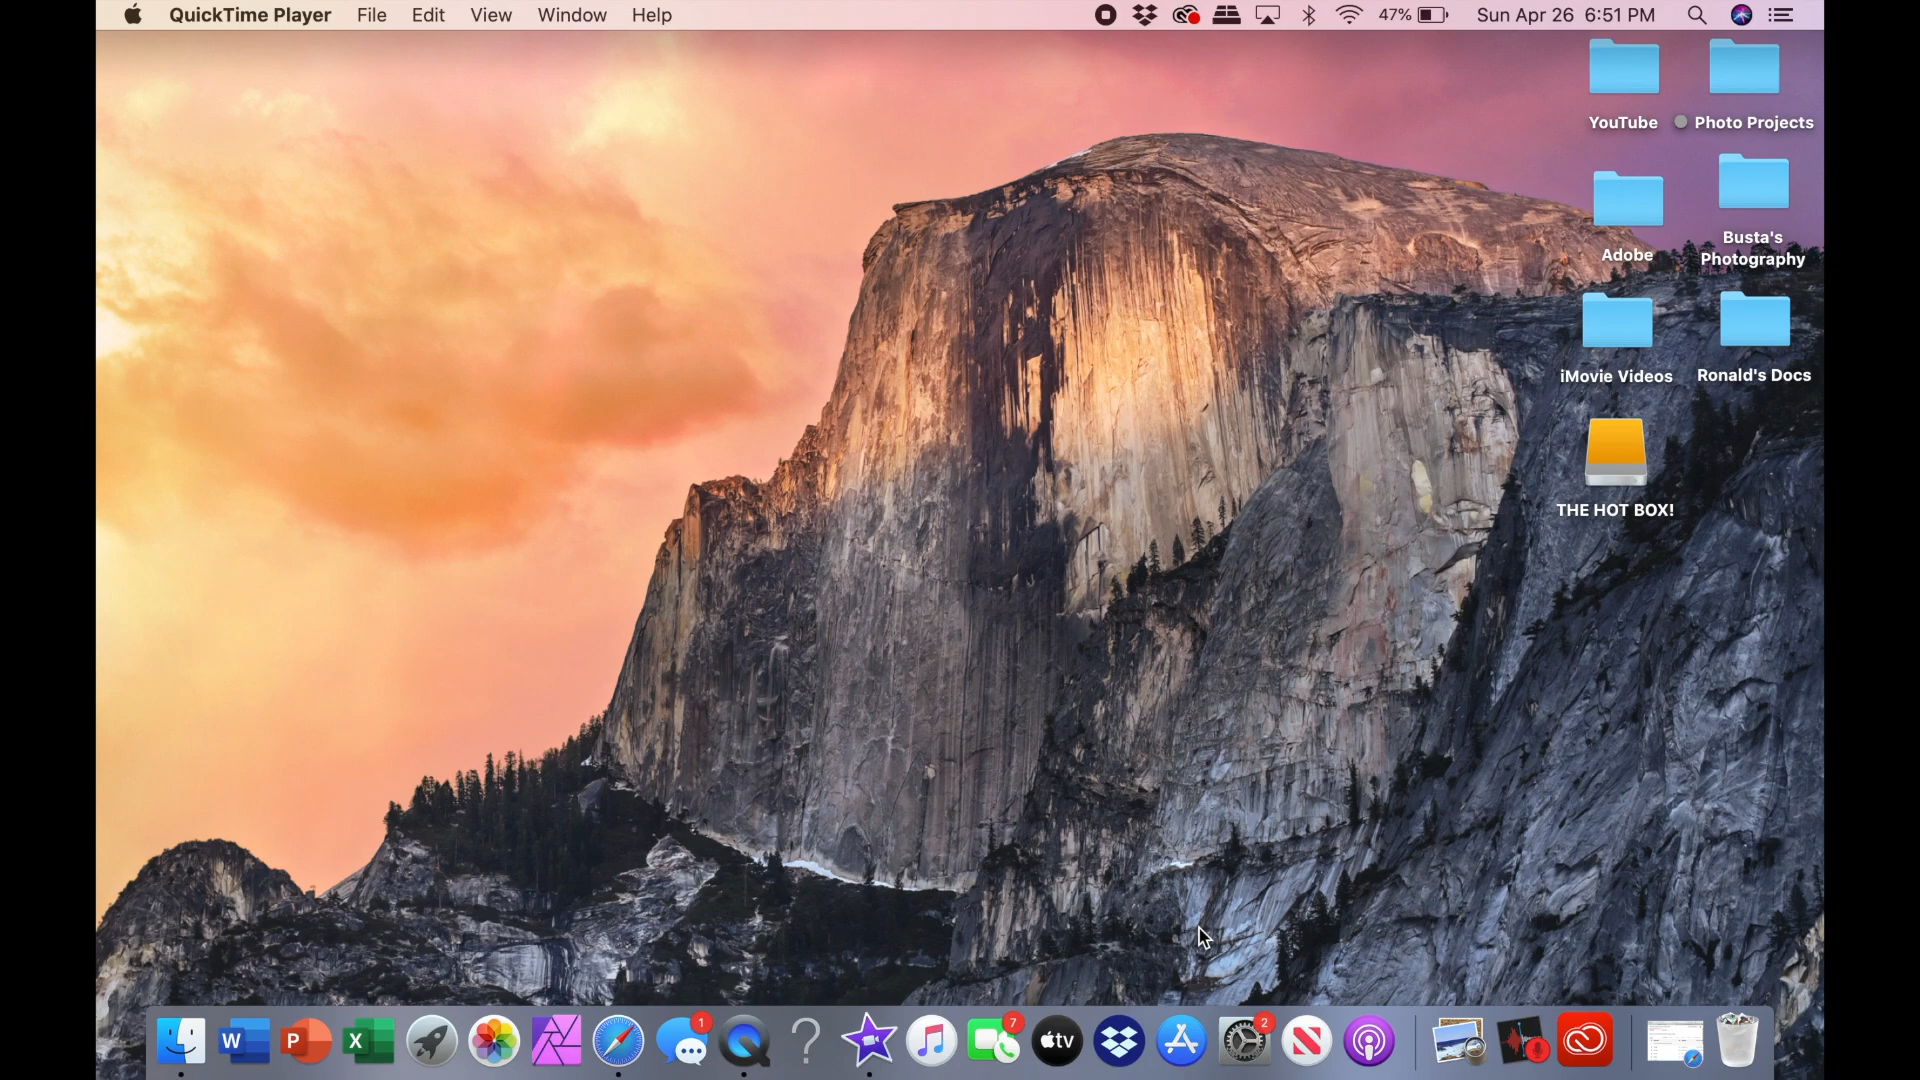 QuickTime Player File Edit View Window Help 47% Sun Apr 26 6:51 PM
YouTube Photo Projects
Adobe Busta's
Photography
iMovie Videos Ronald's Docs
THE HOT BOX!
W P X 1 7 tv 2